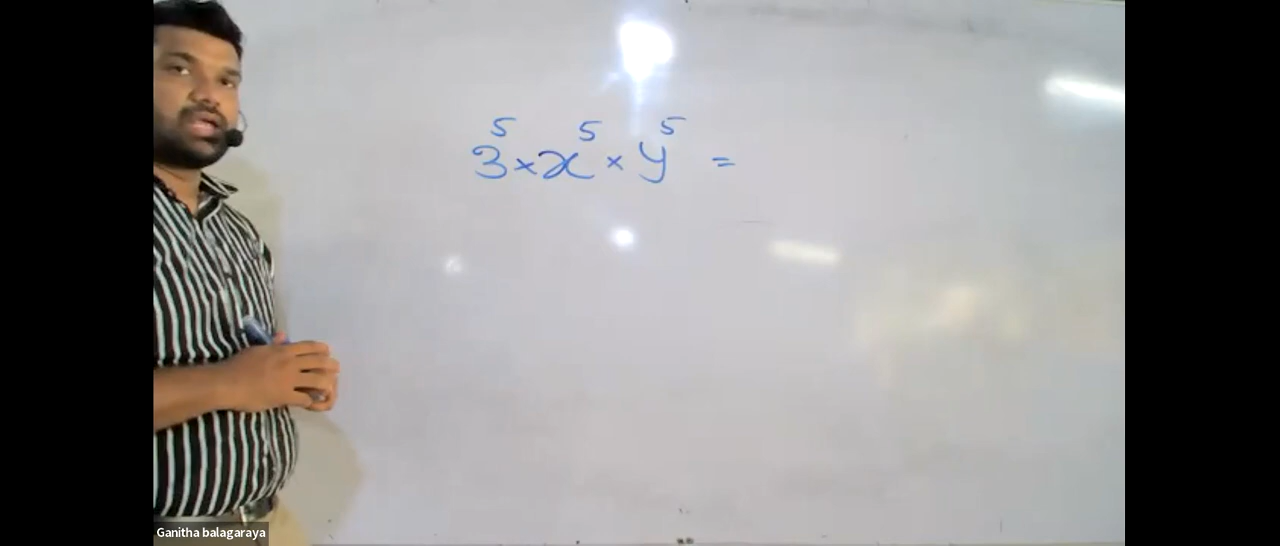 3⁵ × x⁵ × y⁵ =
Ganitha balagaraya